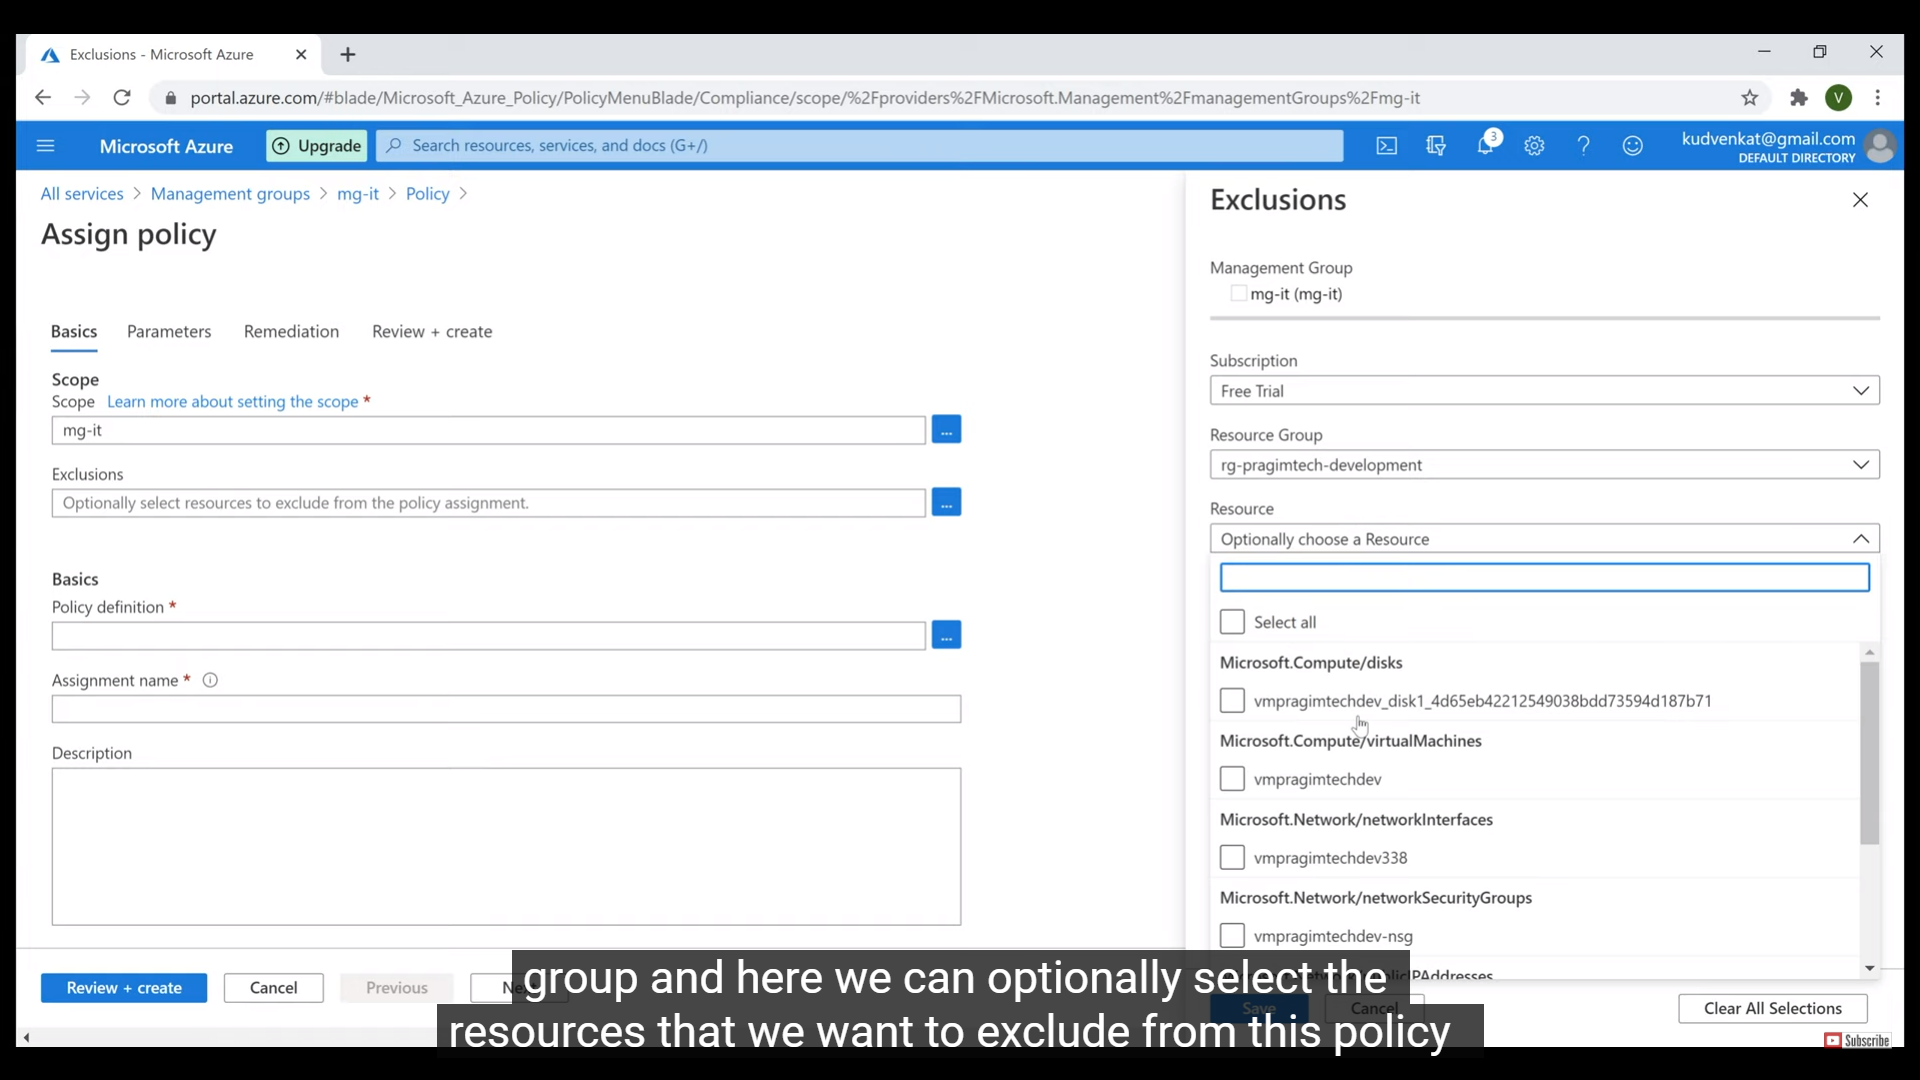 Exclusions - Microsoft Azure
portal.azure.com/#blade/Microsoft_Azure_Policy/PolicyMenuBlade/Compliance/scope/%2Fproviders%2FMicrosoft.Management%2FmanagementGroups%2Fmg-it
V
Microsoft Azure
Upgrade
Search resources, services, and docs (G+/)
3
kudvenkat@gmail.com
DEFAULT DIRECTORY
All services > Management groups > mg-it > Policy >
Assign policy
Basics Parameters Remediation Review + create
Scope
Scope Learn more about setting the scope *
mg-it
...
Exclusions
Optionally select resources to exclude from the policy assignment.
...
Basics
Policy definition *
...
Assignment name *
Description
Review + create
Cancel
Previous
Exclusions
Management Group
mg-it (mg-it)
Subscription
Free Trial
Resource Group
rg-pragimtech-development
Resource
Optionally choose a Resource
Select all
Microsoft.Compute/disks
vmpragimtechdev_disk1_4d65eb42212549038bdd73594d187b71
Microsoft.Compute/virtualMachines
vmpragimtechdev
Microsoft.Network/networkInterfaces
vmpragimtechdev338
Microsoft.Network/networkSecurityGroups
vmpragimtechdev-nsg
Save
Cancel
Clear All Selections
group and here we can optionally select the
resources that we want to exclude from this policy
Subscribe